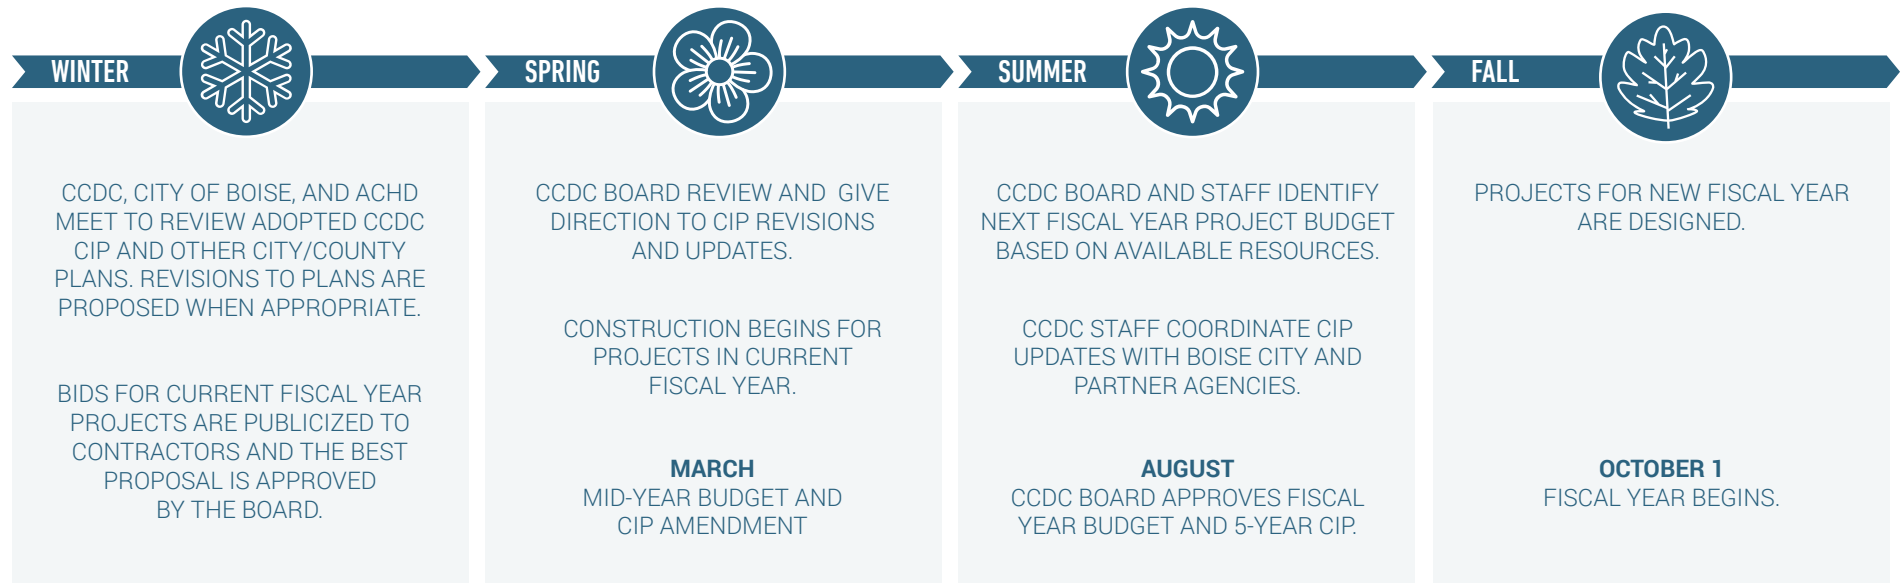 WINTER
CCDC, CITY OF BOISE, AND ACHD
MEET TO REVIEW ADOPTED CCDC
CIP AND OTHER CITY/COUNTY
PLANS. REVISIONS TO PLANS ARE
PROPOSED WHEN APPROPRIATE.
BIDS FOR CURRENT FISCAL YEAR
PROJECTS ARE PUBLICIZED TO
CONTRACTORS AND THE BEST
PROPOSAL IS APPROVED
BY THE BOARD.
SPRING
CCDC BOARD REVIEW AND GIVE
DIRECTION TO CIP REVISIONS
AND UPDATES.
CONSTRUCTION BEGINS FOR
PROJECTS IN CURRENT
FISCAL YEAR.
MARCH
MID-YEAR BUDGET AND
CIP AMENDMENT
SUMMER
CCDC BOARD AND STAFF IDENTIFY
NEXT FISCAL YEAR PROJECT BUDGET
BASED ON AVAILABLE RESOURCES.
CCDC STAFF COORDINATE CIP
UPDATES WITH BOISE CITY AND
PARTNER AGENCIES.
AUGUST
CCDC BOARD APPROVES FISCAL
YEAR BUDGET AND 5-YEAR CIP.
FALL
PROJECTS FOR NEW FISCAL YEAR
ARE DESIGNED.
OCTOBER 1
FISCAL YEAR BEGINS.